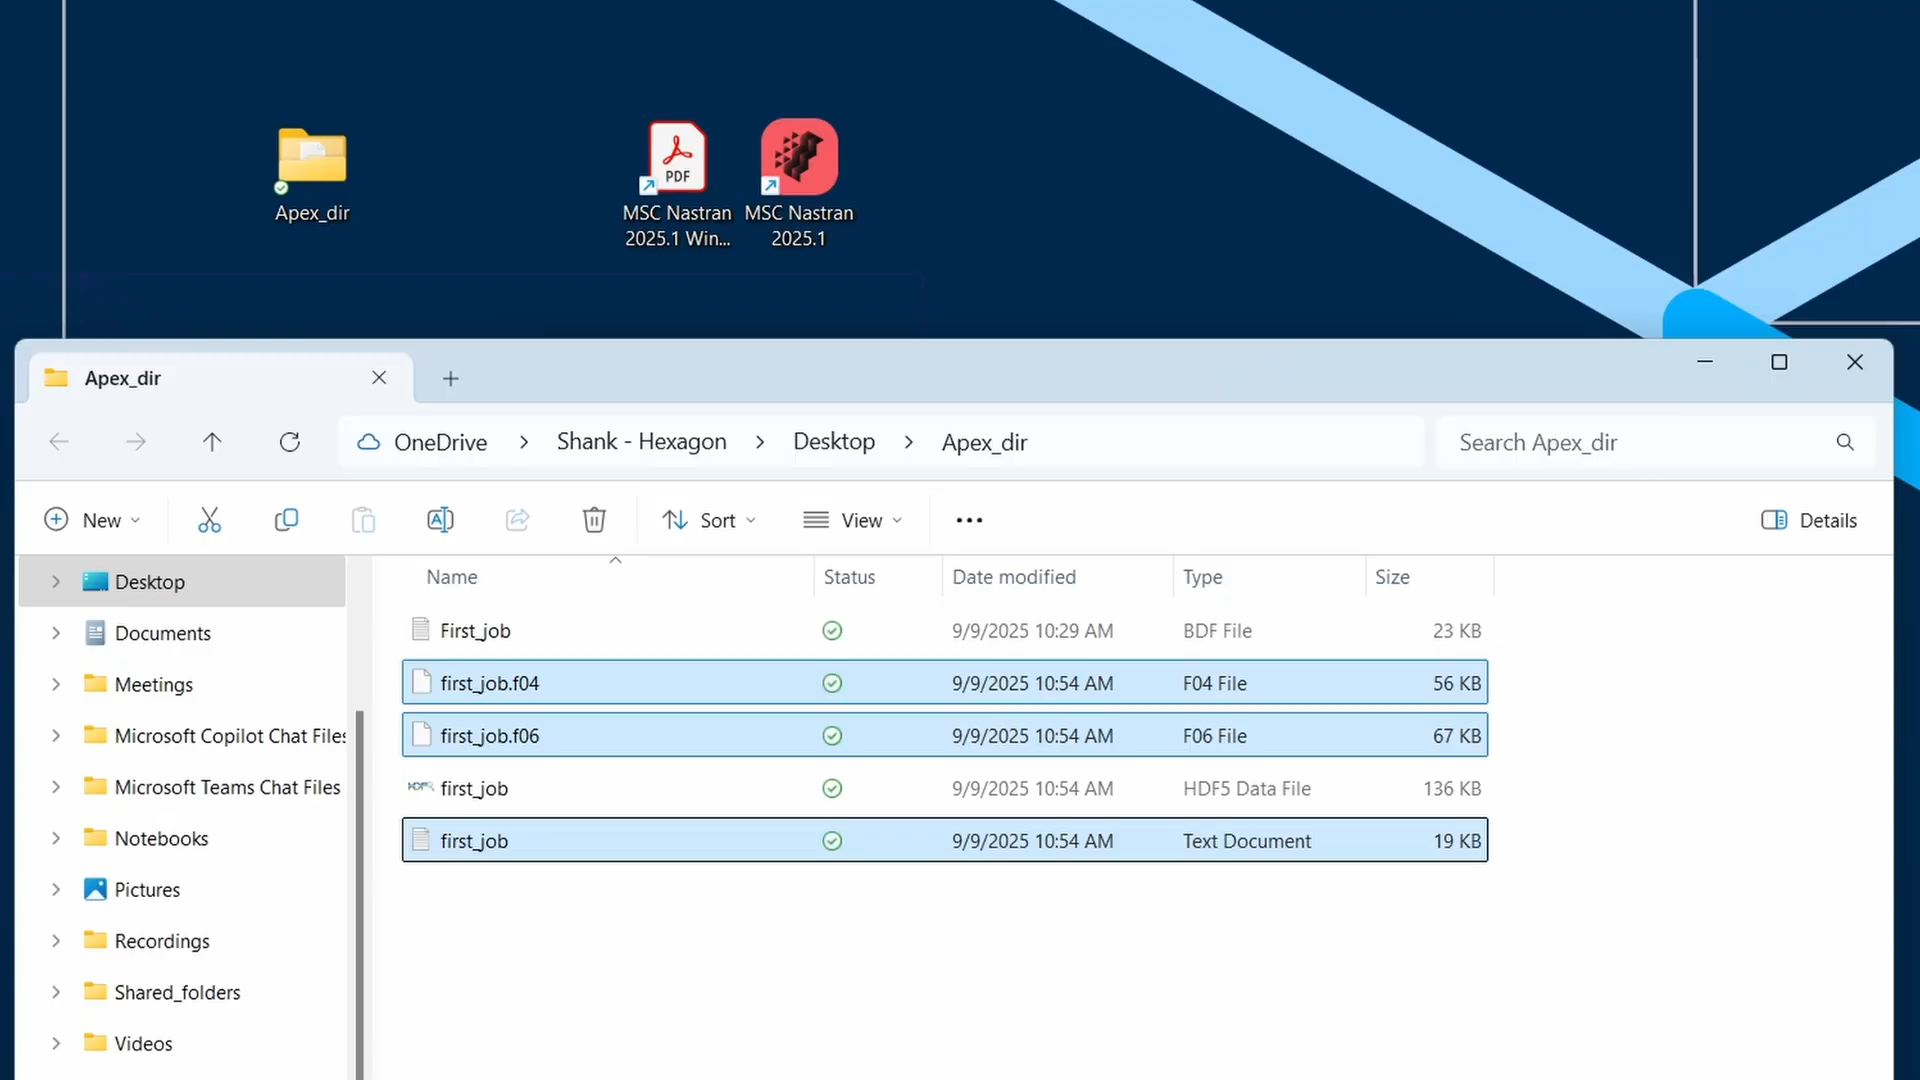 PDF
Apex_dir
MSC Nastran
2025.1 Win...
MSC Nastran
2025.1
Apex_dir
OneDrive > Shank - Hexagon > Desktop > Apex_dir
Search Apex_dir
New
Sort
View
Details
Name Status Date modified Type Size
Desktop
Documents
Meetings
Microsoft Copilot Chat Files
Microsoft Teams Chat Files
Notebooks
Pictures
Recordings
Shared_folders
Videos
First_job 9/9/2025 10:29 AM BDF File 23 KB
first_job.f04 9/9/2025 10:54 AM F04 File 56 KB
first_job.f06 9/9/2025 10:54 AM F06 File 67 KB
first_job 9/9/2025 10:54 AM HDF5 Data File 136 KB
first_job 9/9/2025 10:54 AM Text Document 19 KB